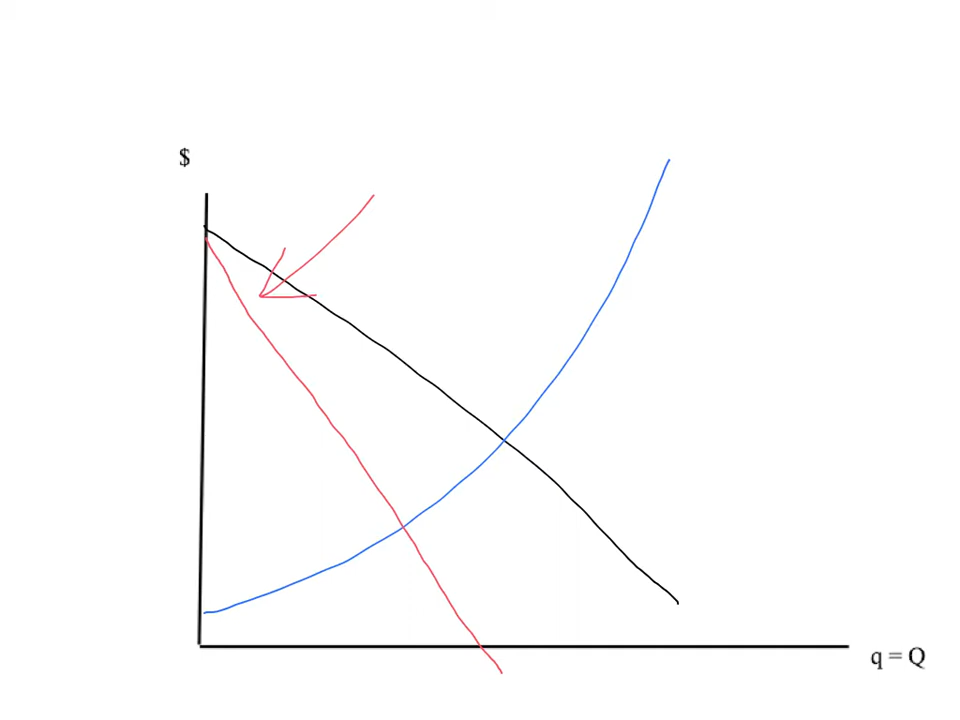 $
q = Q